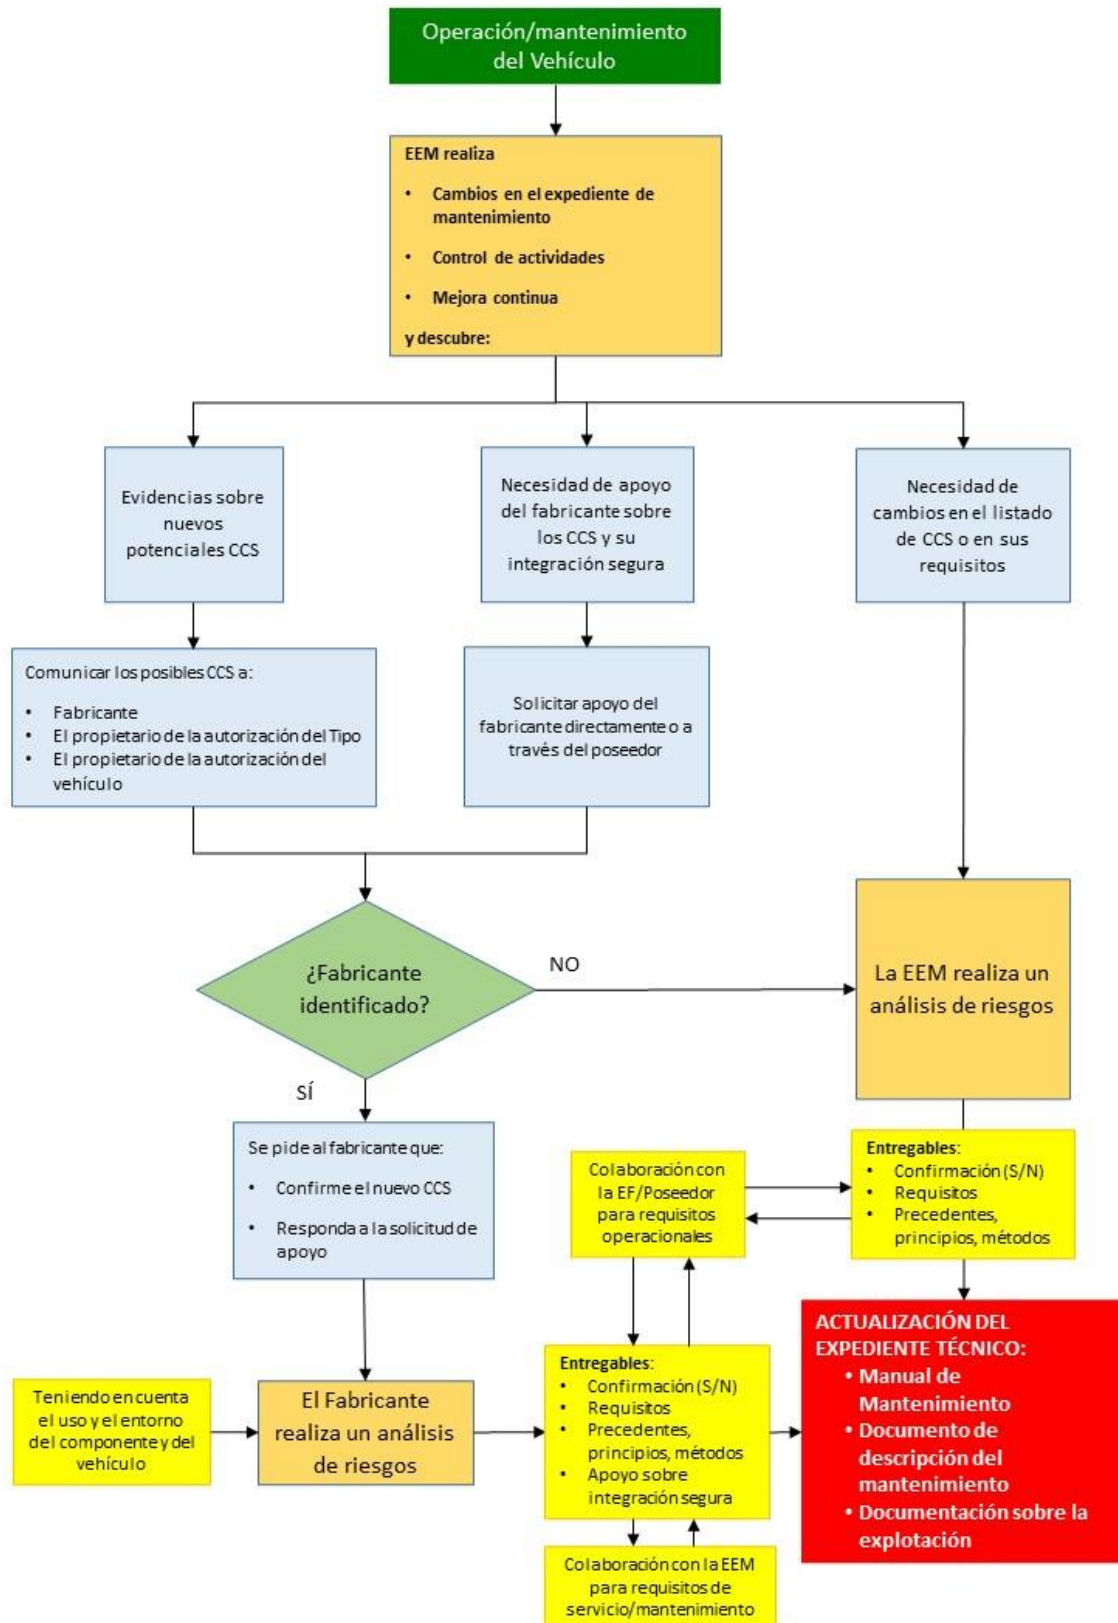 Operación/mantenimiento
del Vehículo
EEM realiza
• Cambios en el expediente de
mantenimiento
• Control de actividades
• Mejora continua
y descubre:
Evidencias sobre
nuevos
potenciales CCS
Necesidad de apoyo
del fabricante sobre
los CCS y su
integración segura
Necesidad de
cambios en el listado
de CCS o en sus
requisitos
Comunicar los posibles CCS a:
• Fabricante
• El propietario de la autorización del Tipo
• El propietario de la autorización del
vehículo
Solicitar apoyo del
fabricante directamente o a
través del poseedor
¿Fabricante
identificado?
NO
La EEM realiza un
análisis de riesgos
SÍ
Se pide al fabricante que:
• Confirme el nuevo CCS
• Responda a la solicitud de
apoyo
Colaboración con
la EF/Poseedor
para requisitos
operacionales
Entregables:
• Confirmación (S/N)
• Requisitos
• Precedentes,
principios, métodos
Teniendo en cuenta
el uso y el entorno
del componente y del
vehículo
El Fabricante
realiza un análisis
de riesgos
Entregables:
• Confirmación (S/N)
• Requisitos
• Precedentes,
principios, métodos
• Apoyo sobre
integración segura
ACTUALIZACIÓN DEL
EXPEDIENTE TÉCNICO:
• Manual de
Mantenimiento
• Documento de
descripción del
mantenimiento
• Documentación sobre la
explotación
Colaboración con la EEM
para requisitos de
servicio/mantenimiento